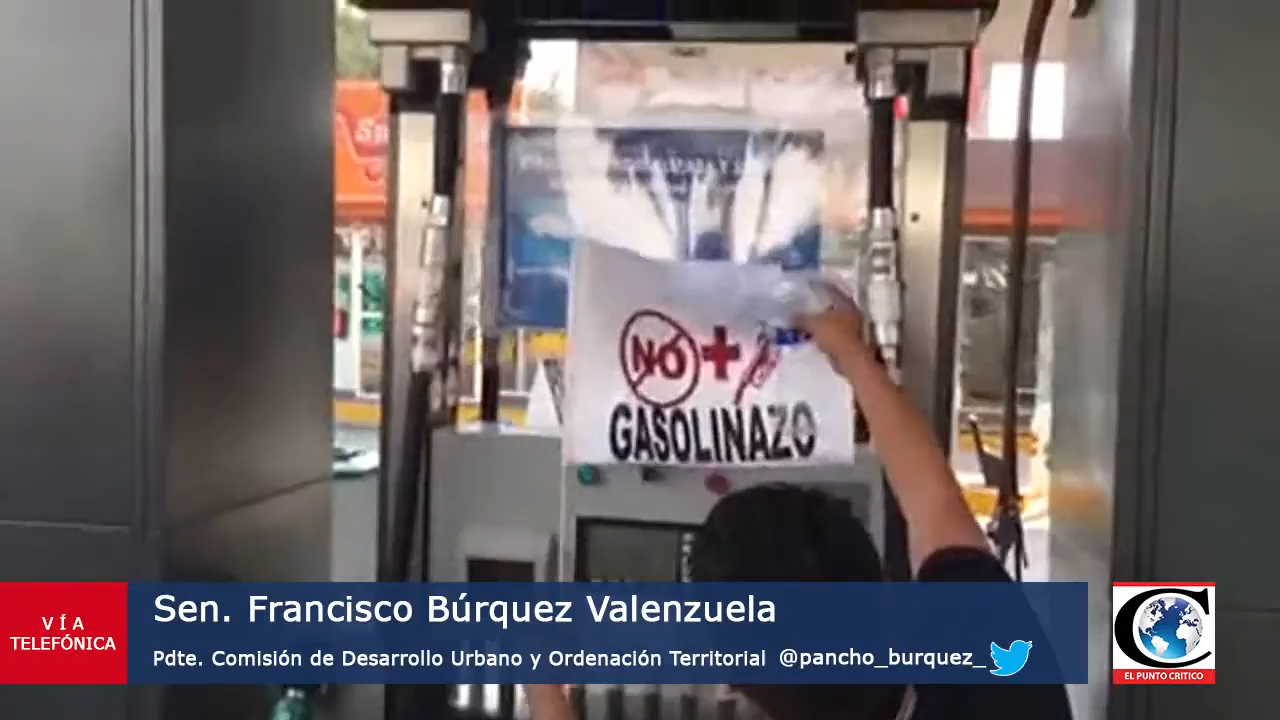 NO +
GASOLINAZO
VÍA
TELEFÓNICA
Sen. Francisco Búrquez Valenzuela
Pdte. Comisión de Desarrollo Urbano y Ordenación Territorial @pancho_burquez_
C
EL PUNTO CRITICO